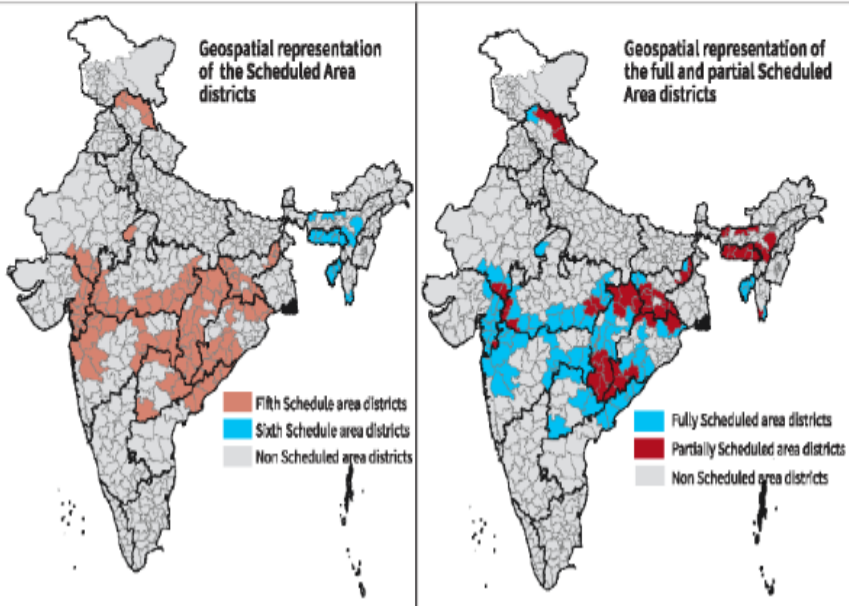 Geospatial representation
of the Scheduled Area
districts
Fifth Schedule area districts
Sixth Schedule area districts
Non Scheduled area districts
Geospatial representation of
the full and partial Scheduled
Area districts
Fully Scheduled area districts
Partially Scheduled area districts
Non Scheduled area districts